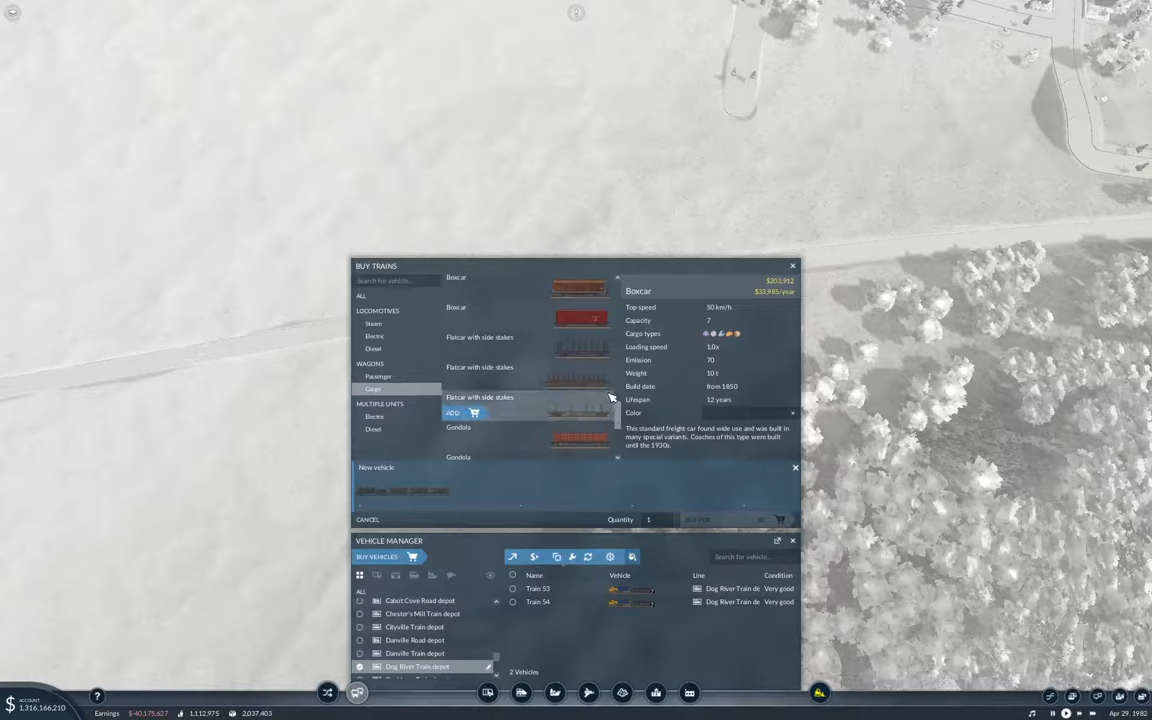 BUY TRAINS
Search for vehicle...
ALL
LOCOMOTIVES
Steam
Electric
Diesel
WAGONS
Passenger
Cargo
MULTIPLE UNITS
Electric
Diesel
Boxcar
Boxcar
Flatcar with side stakes
Flatcar with side stakes
Flatcar with side stakes
ADD
Gondola
Gondola
$203,912
Boxcar
$33,985/year
Top speed 50 km/h
Capacity 7
Cargo types
Loading speed 1.0x
Emission 70
Weight 10 t
Build date from 1850
Lifespan 12 years
Color
This standard freight car found wide use and was built in
many special variants. Coaches of this type were built
until the 1930s.
New vehicle
CANCEL
Quantity 1
BUY FOR
VEHICLE MANAGER
BUY VEHICLES
Search for vehicle...
ALL
Cabot Cove Road depot
Chester's Mill Train depot
Cityville Train depot
Danville Road depot
Danville Train depot
Dog River Train depot
Name Vehicle Line Condition
Train 53 Dog River Train de Very good
Train 54 Dog River Train de Very good
2 Vehicles
$ ACCOUNT
1,316,166,210
?
Earnings $-40,175,627 1,112,975 2,037,403
Apr 29, 1982